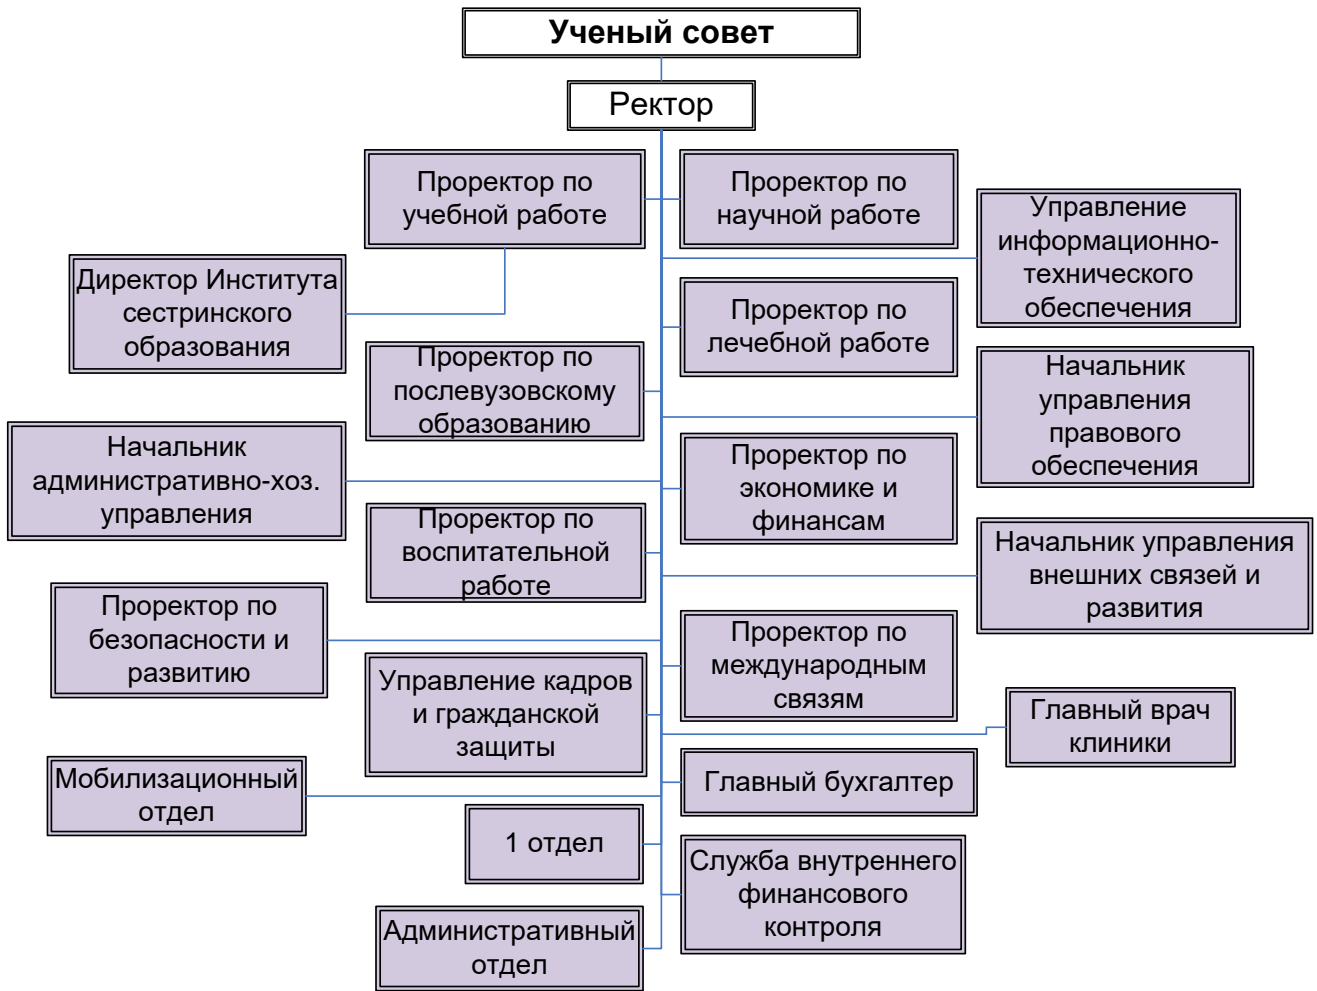 Ученый совет
Ректор
Проректор по
учебной работе
Проректор по
научной работе
Управление
информационно-
технического
обеспечения
Директор Института
сестринского
образования
Проректор по
лечебной работе
Проректор по
послевузовскому
образованию
Начальник
управления
правового
обеспечения
Начальник
административно-хоз.
управления
Проректор по
экономике и
финансам
Проректор по
воспитательной
работе
Начальник управления
внешних связей и
развития
Проректор по
безопасности и
развитию
Проректор по
международным
связям
Управление кадров
и гражданской
защиты
Главный врач
клиники
Мобилизационный
отдел
Главный бухгалтер
1 отдел
Служба внутреннего
финансового
контроля
Административный
отдел